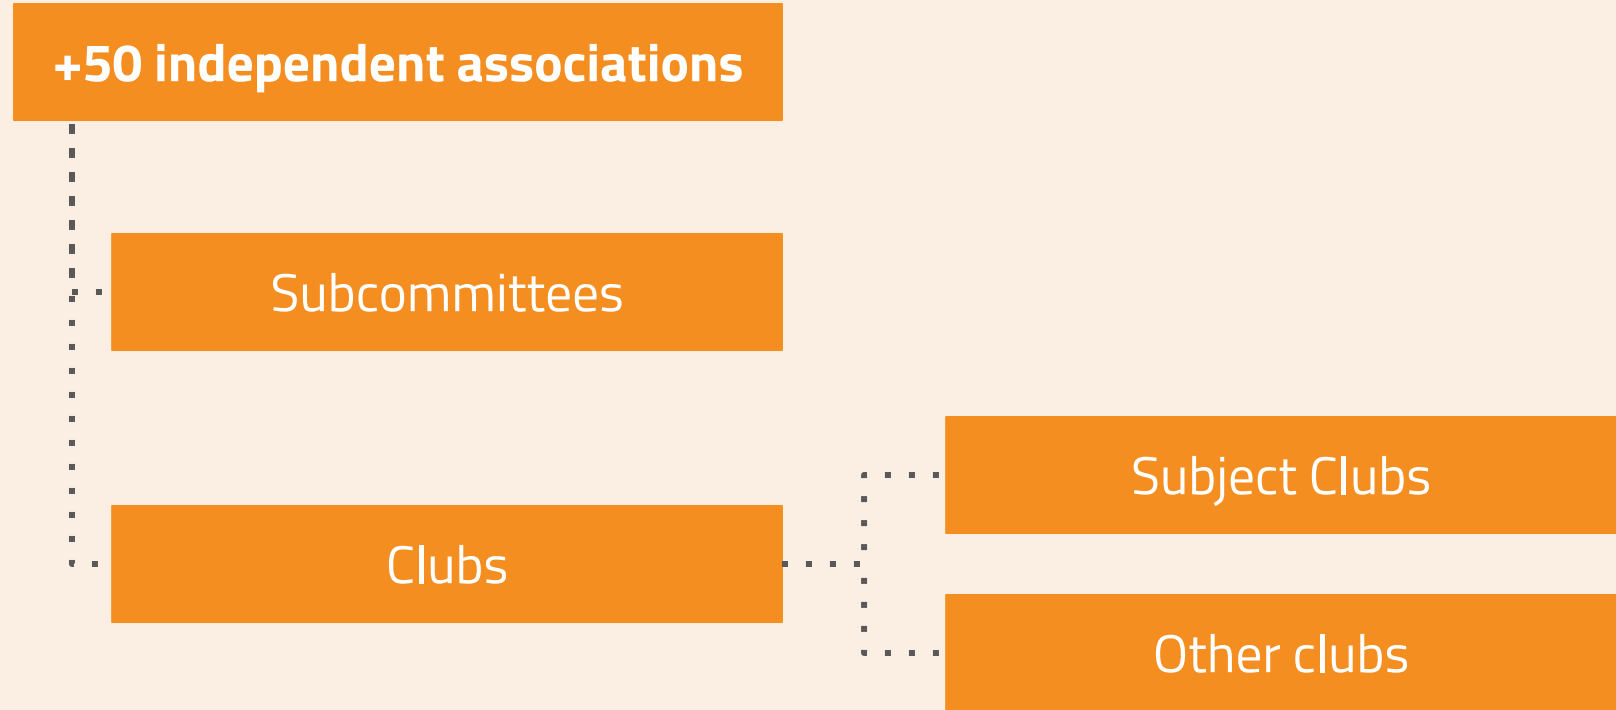 +50 independent associations
Subcommittees
Clubs
Subject Clubs
Other clubs